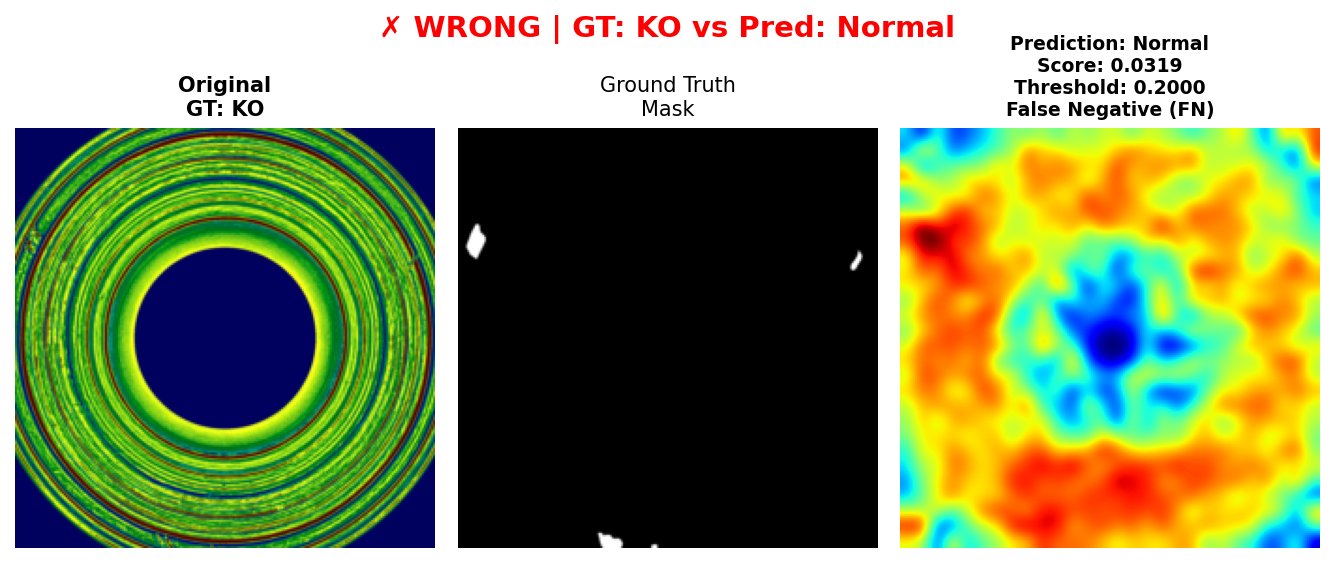 ✗ WRONG | GT: KO vs Pred: Normal
Original
GT: KO
Ground Truth
Mask
Prediction: Normal
Score: 0.0319
Threshold: 0.2000
False Negative (FN)